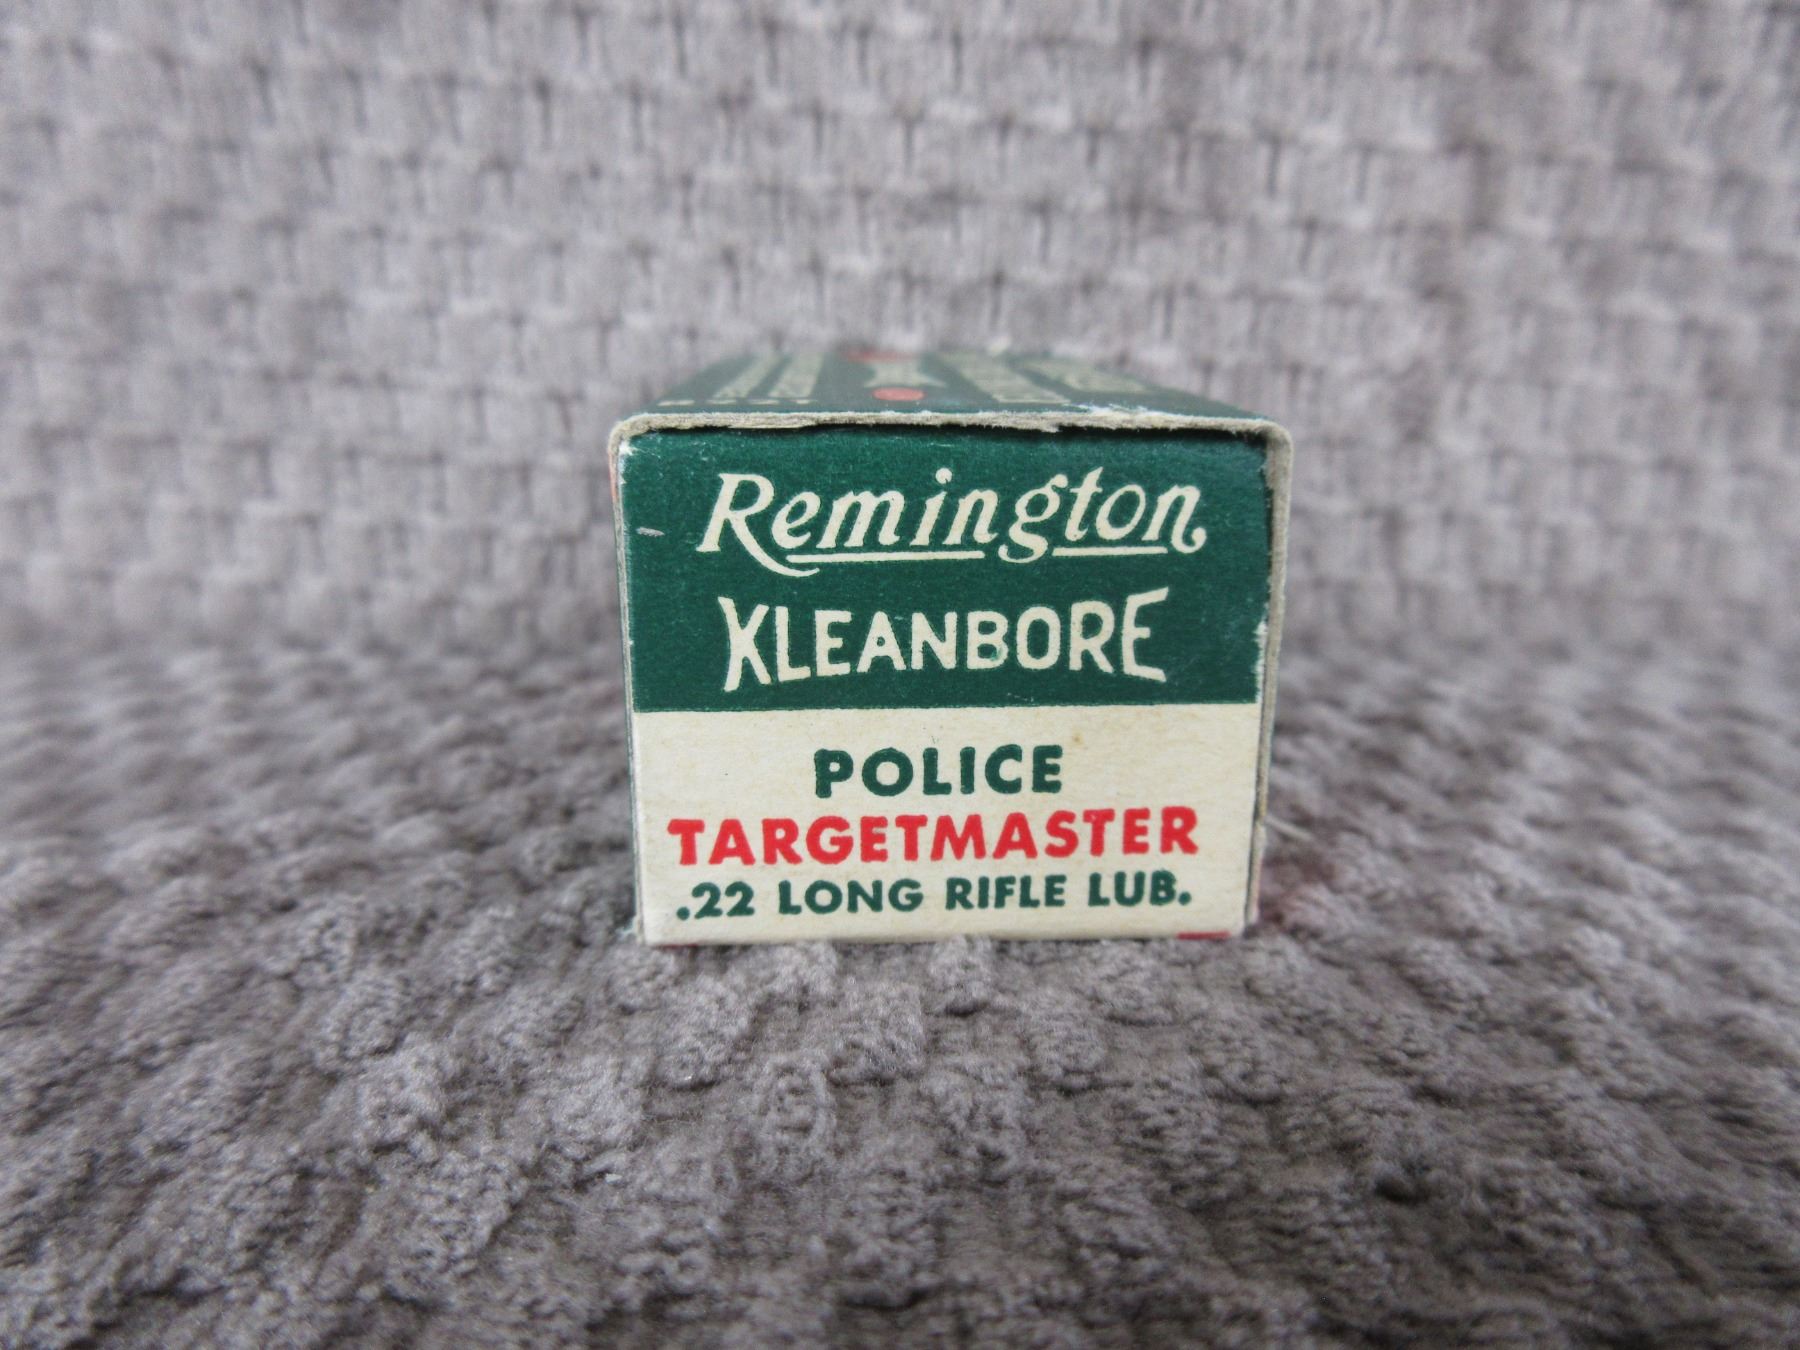 Remington
KLEANBORE
POLICE
TARGETMASTER
.22 LONG RIFLE LUB.